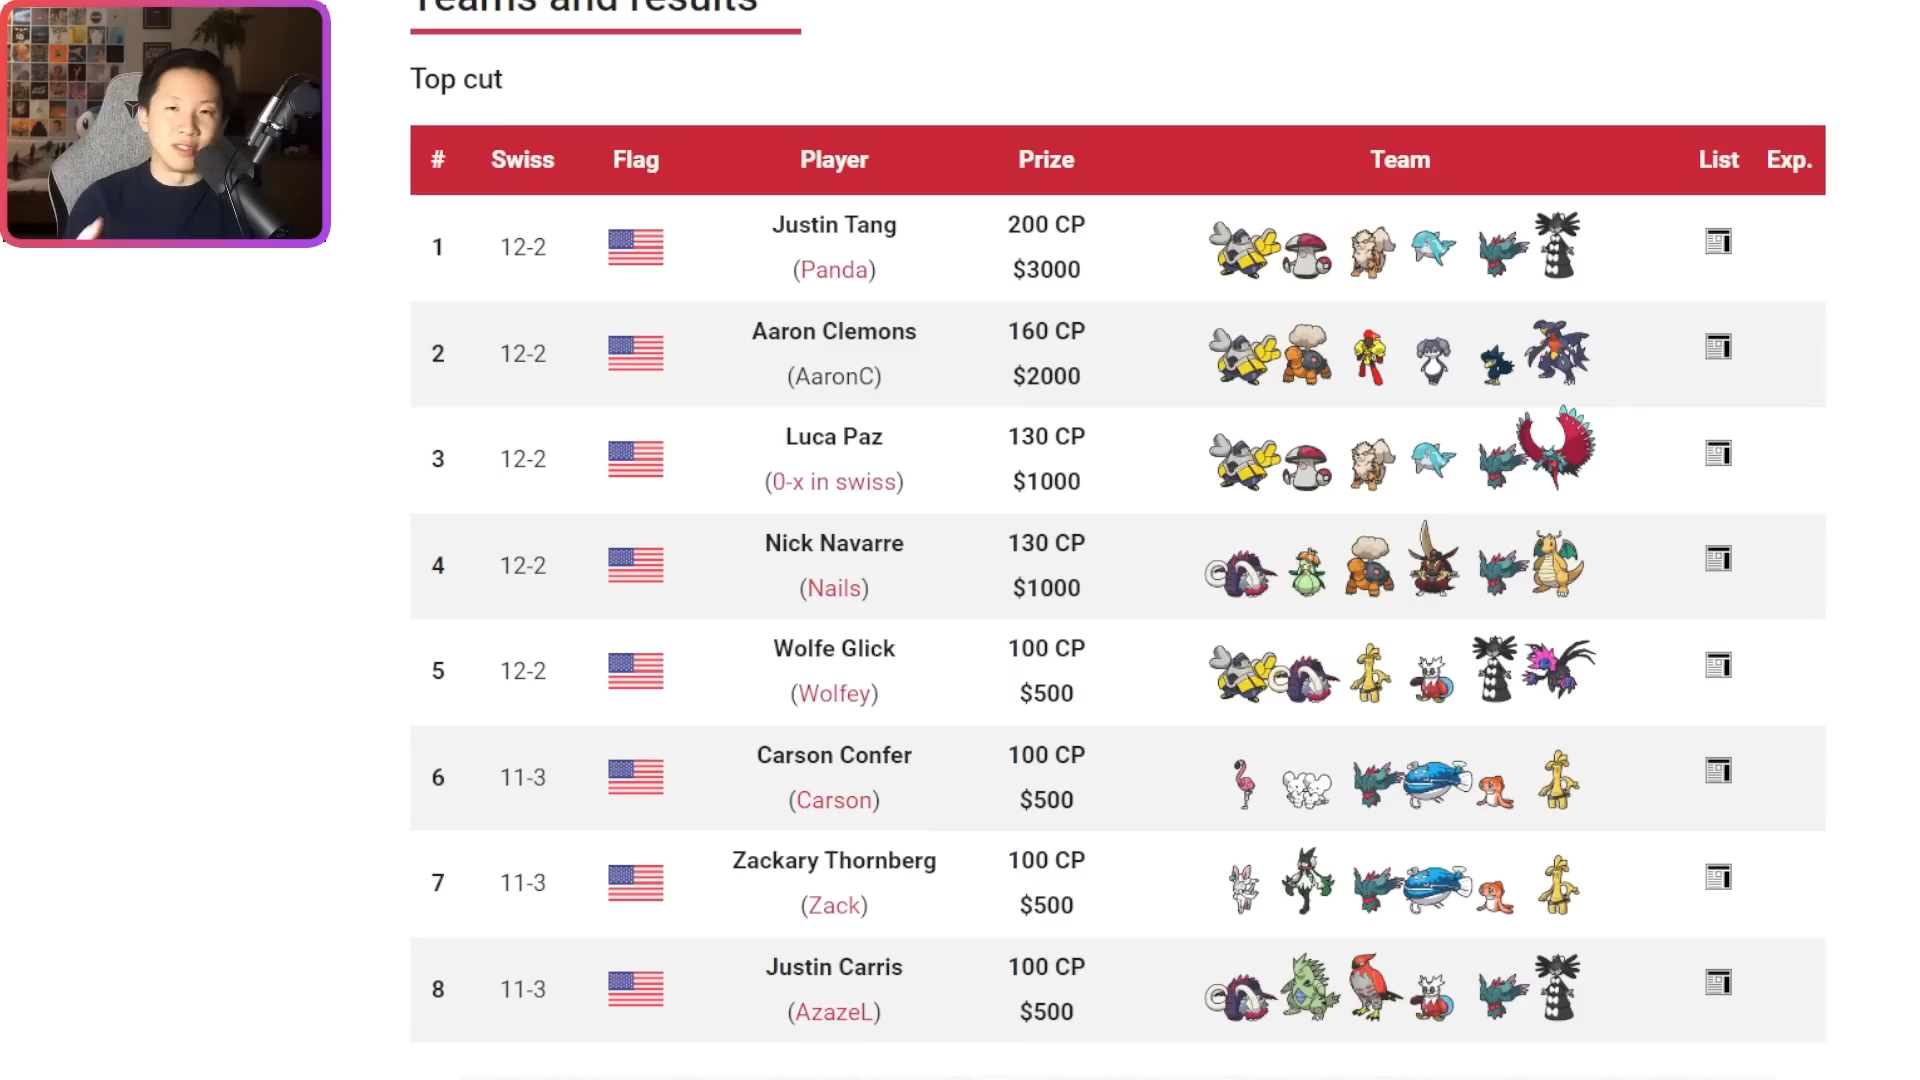 Teams and results
Top cut
# Swiss Flag Player Prize Team List Exp.
1 12-2 Justin Tang (Panda) 200 CP $3000
2 12-2 Aaron Clemons (AaronC) 160 CP $2000
3 12-2 Luca Paz (0-x in swiss) 130 CP $1000
4 12-2 Nick Navarre (Nails) 130 CP $1000
5 12-2 Wolfe Glick (Wolfey) 100 CP $500
6 11-3 Carson Confer (Carson) 100 CP $500
7 11-3 Zackary Thornberg (Zack) 100 CP $500
8 11-3 Justin Carris (AzazeL) 100 CP $500